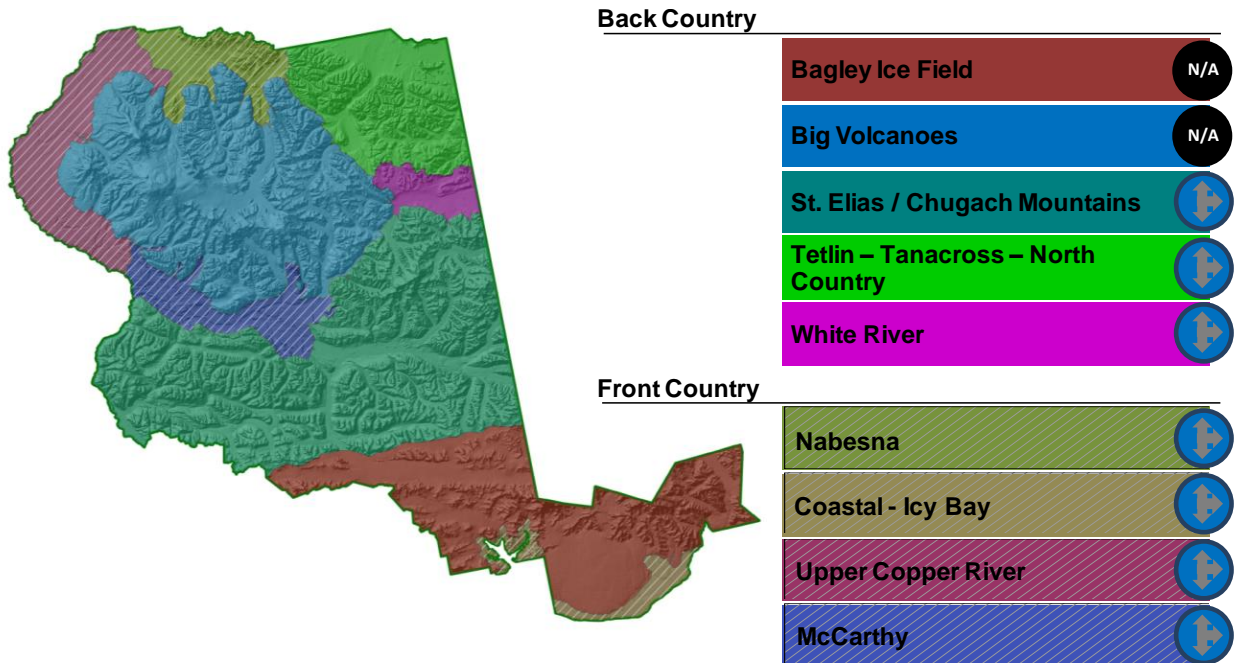 Back Country
Bagley Ice Field
N/A
Big Volcanoes
N/A
St. Elias / Chugach Mountains
Tetlin – Tanacross – North
Country
White River
Front Country
Nabesna
Coastal - Icy Bay
Upper Copper River
McCarthy